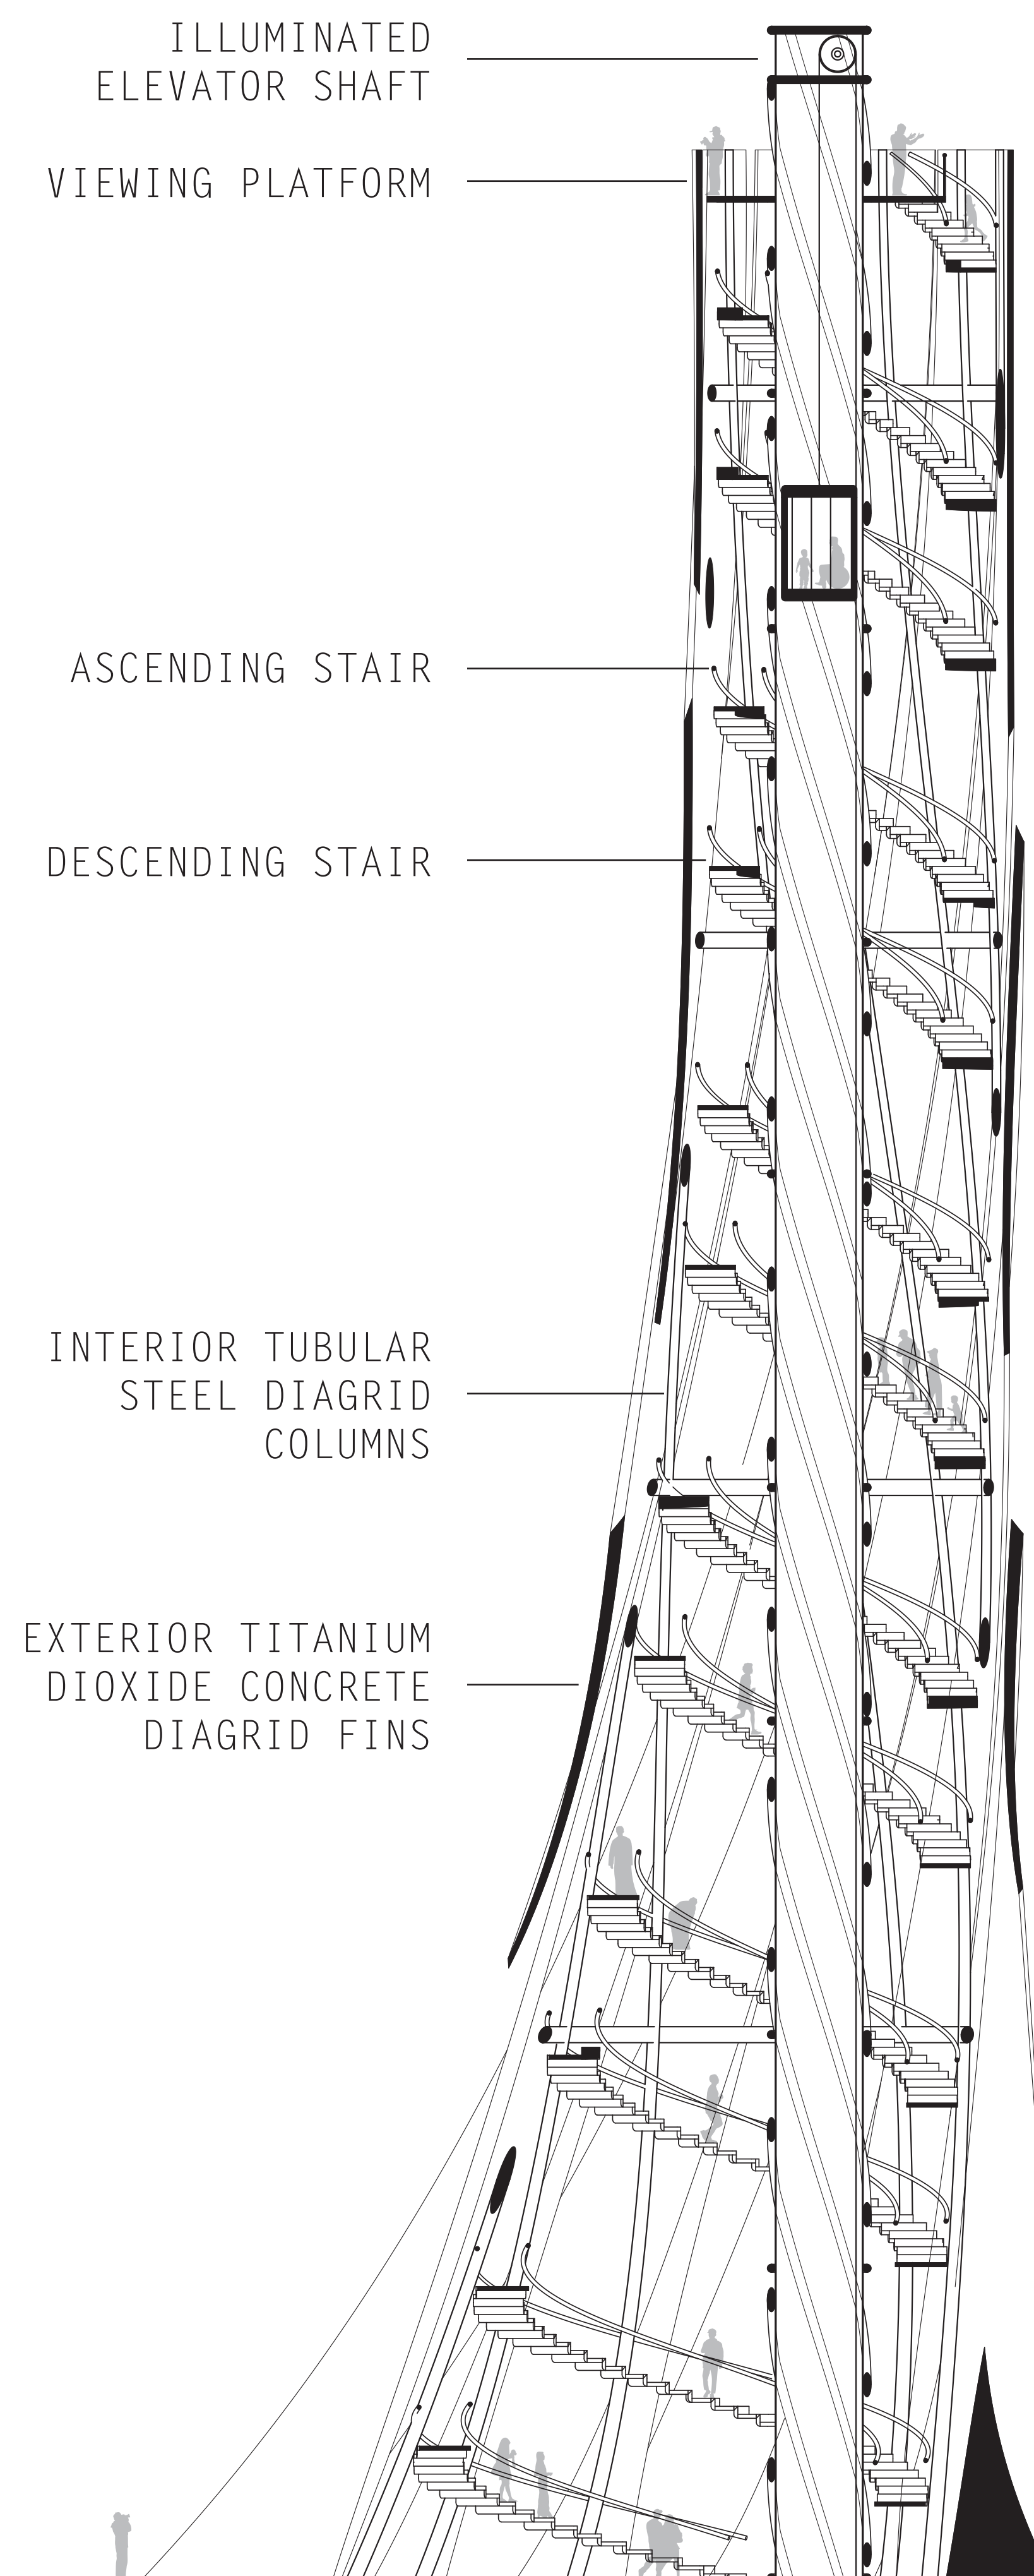 ILLUMINATED
ELEVATOR SHAFT
VIEWING PLATFORM
ASCENDING STAIR
DESCENDING STAIR
INTERIOR TUBULAR
STEEL DIAGRID
COLUMNS
EXTERIOR TITANIUM
DIOXIDE CONCRETE
DIAGRID FINS